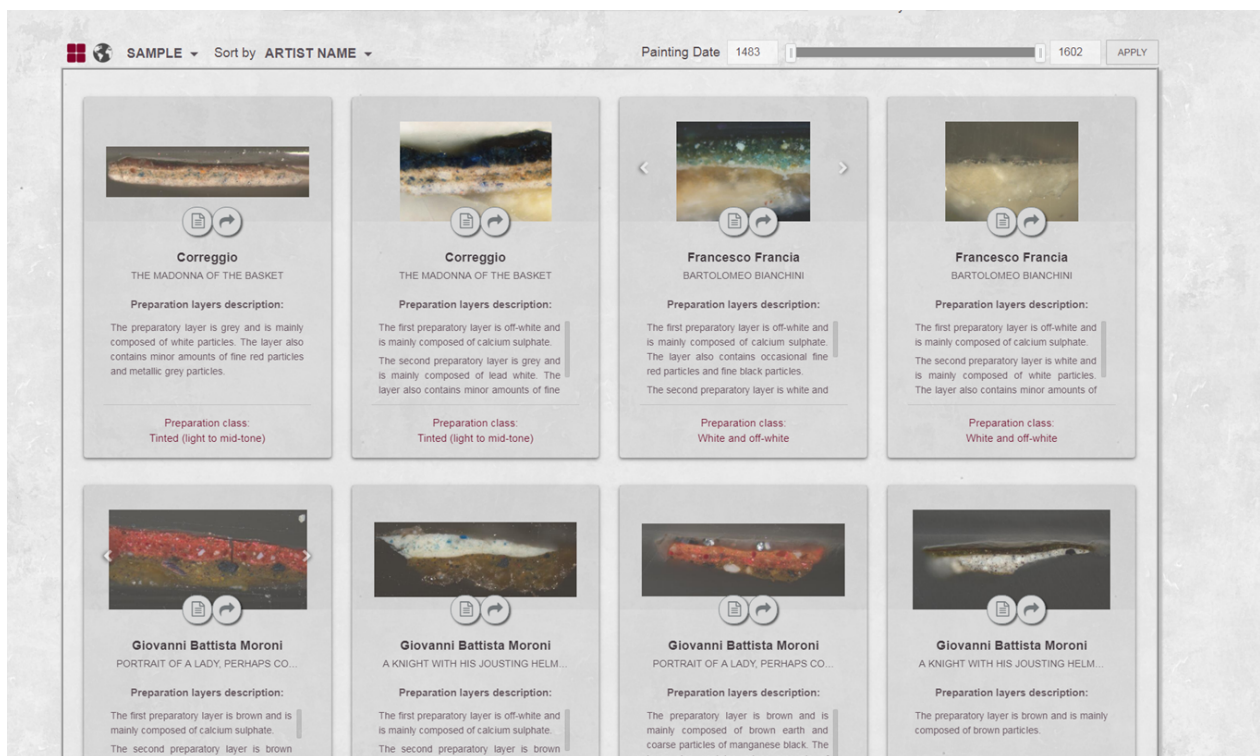 SAMPLE Sort by ARTIST NAME Painting Date 1483 1602 APPLY
Correggio
THE MADONNA OF THE BASKET
Preparation layers description:
The preparatory layer is grey and is mainly
composed of white particles. The layer also
contains minor amounts of fine red particles
and metallic grey particles.
Preparation class:
Tinted (light to mid-tone)
Correggio
THE MADONNA OF THE BASKET
Preparation layers description:
The first preparatory layer is off-white and
is mainly composed of calcium sulphate.
The second preparatory layer is grey and
is mainly composed of lead white. The
layer also contains minor amounts of fine
Preparation class:
Tinted (light to mid-tone)
Francesco Francia
BARTOLOMEO BIANCHINI
Preparation layers description:
The first preparatory layer is off-white and
is mainly composed of calcium sulphate.
The layer also contains occasional fine
red particles and fine black particles.
The second preparatory layer is white and
Preparation class:
White and off-white
Francesco Francia
BARTOLOMEO BIANCHINI
Preparation layers description:
The first preparatory layer is off-white and
is mainly composed of calcium sulphate.
The second preparatory layer is white and
is mainly composed of white particles.
The layer also contains minor amounts of
Preparation class:
White and off-white
Giovanni Battista Moroni
PORTRAIT OF A LADY, PERHAPS CO...
Preparation layers description:
The first preparatory layer is brown and is
mainly composed of calcium sulphate.
The second preparatory layer is brown
Giovanni Battista Moroni
A KNIGHT WITH HIS JOUSTING HELM...
Preparation layers description:
The first preparatory layer is off-white and
is mainly composed of calcium sulphate.
The second preparatory layer is brown
Giovanni Battista Moroni
PORTRAIT OF A LADY, PERHAPS CO...
Preparation layers description:
The preparatory layer is brown and is
mainly composed of brown earth and
coarse particles of manganese black. The
Giovanni Battista Moroni
A KNIGHT WITH HIS JOUSTING HELM...
Preparation layers description:
The preparatory layer is brown and is mainly
composed of brown particles.